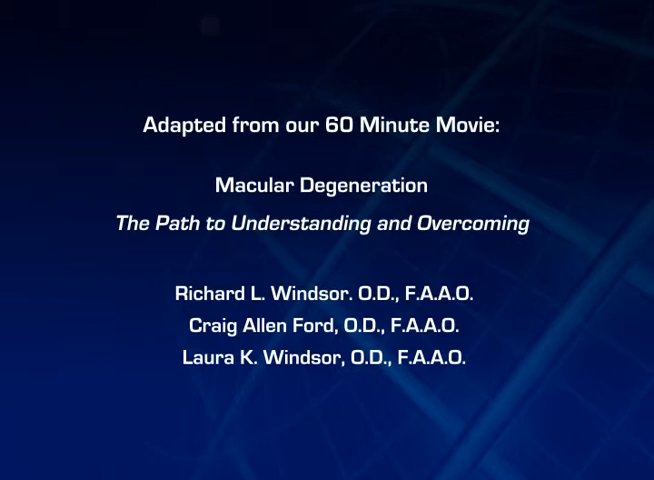 Adapted from our 60 Minute Movie:
Macular Degeneration
The Path to Understanding and Overcoming
Richard L. Windsor. O.D., F.A.A.O.
Craig Allen Ford, O.D., F.A.A.O.
Laura K. Windsor, O.D., F.A.A.O.